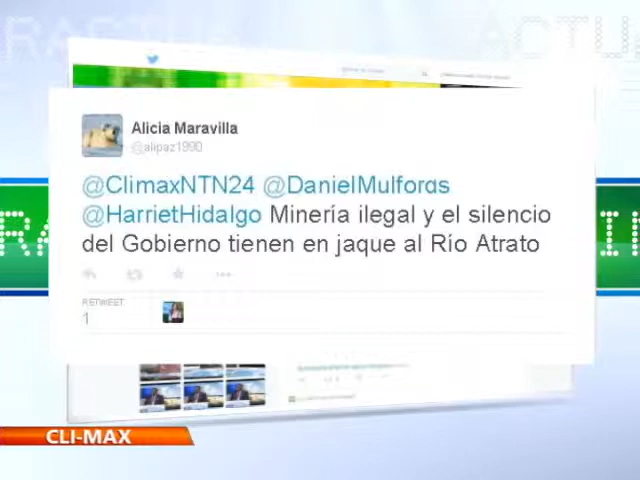 Alicia Maravilla
@alipaz1990
@ClimaxNTN24 @DanielMulforas
@HarrietHidalgo Minería ilegal y el silencio
del Gobierno tienen en jaque al Río Atrato
RETWEET
1
CLI-MAX